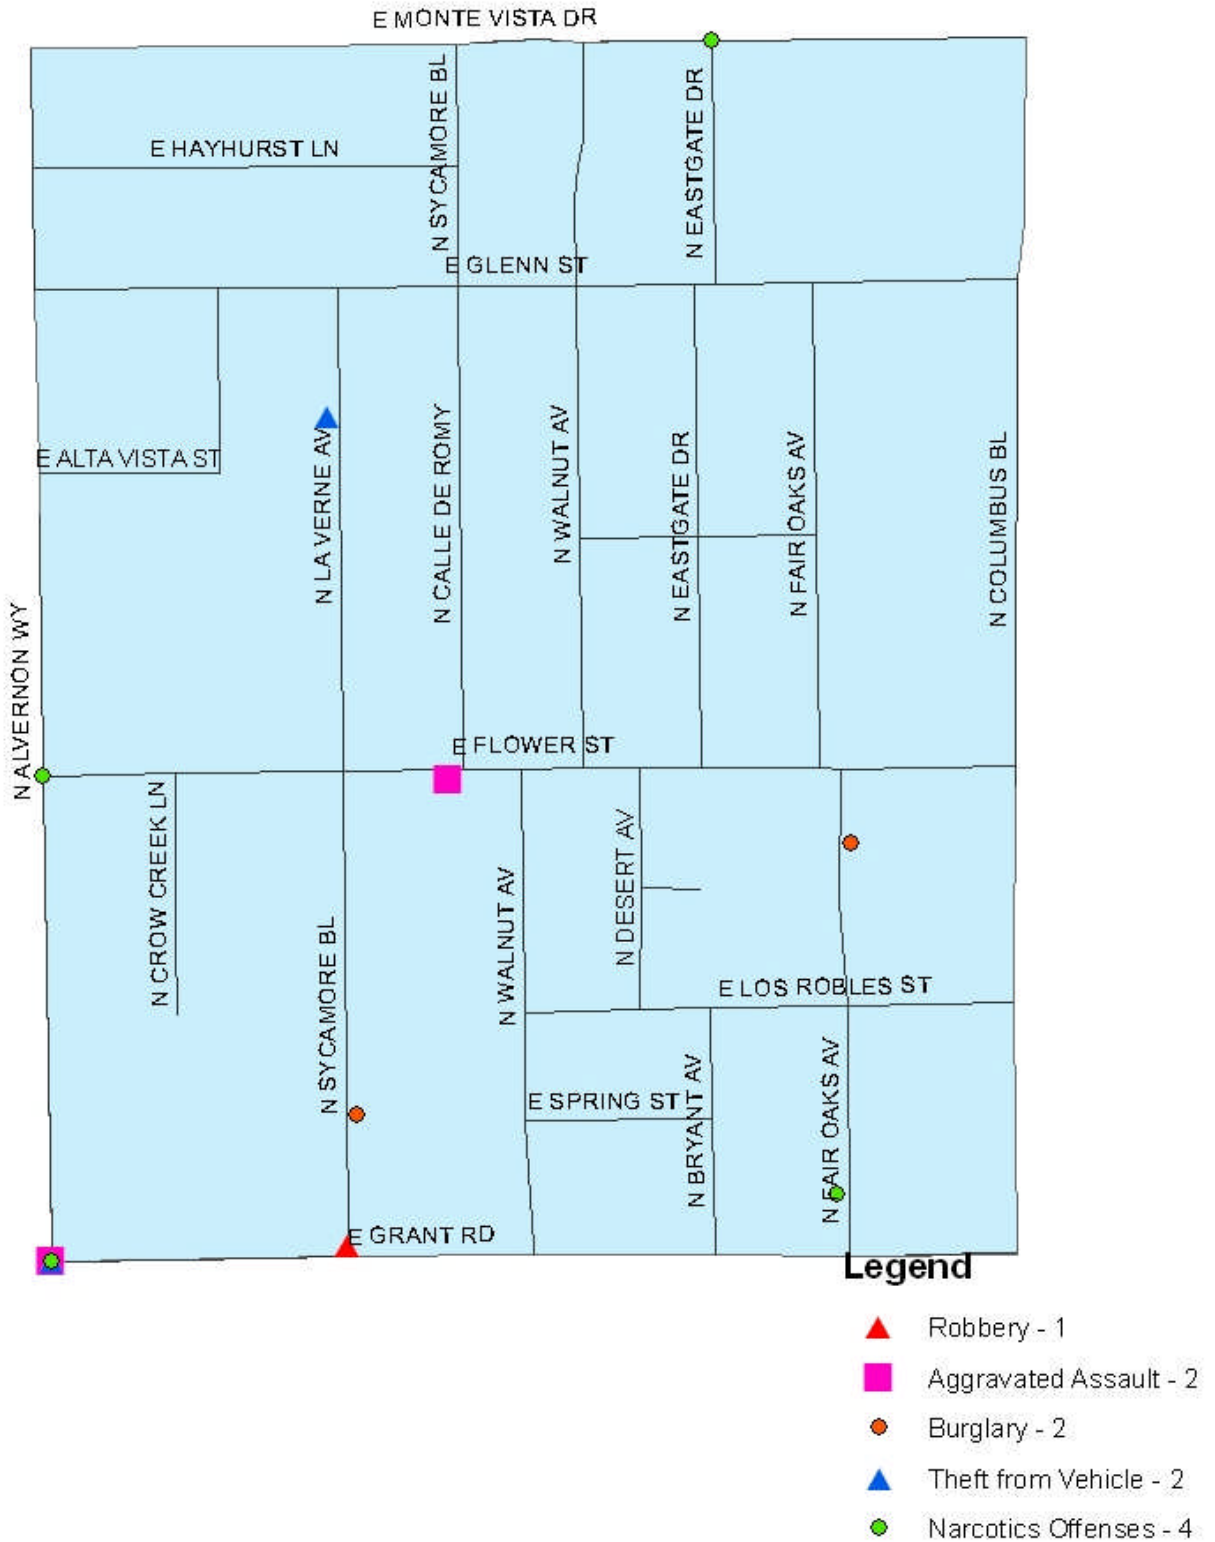 E MONTE VISTA DR
N SYCAMORE BL
N EASTGATE DR
E HAYHURST LN
E GLENN ST
N LA VERNE AV
N CALLE DE ROMY
N WALNUT AV
N EASTGATE DR
N FAIR OAKS AV
N COLUMBUS BL
E ALTA VISTA ST
N ALVERNON WY
E FLOWER ST
N CROW CREEK LN
N SYCAMORE BL
N WALNUT AV
N DESERT AV
E LOS ROBLES ST
E SPRING ST
N BRYANT AV
N FAIR OAKS AV
E GRANT RD
Legend
Robbery - 1
Aggravated Assault - 2
Burglary - 2
Theft from Vehicle - 2
Narcotics Offenses - 4